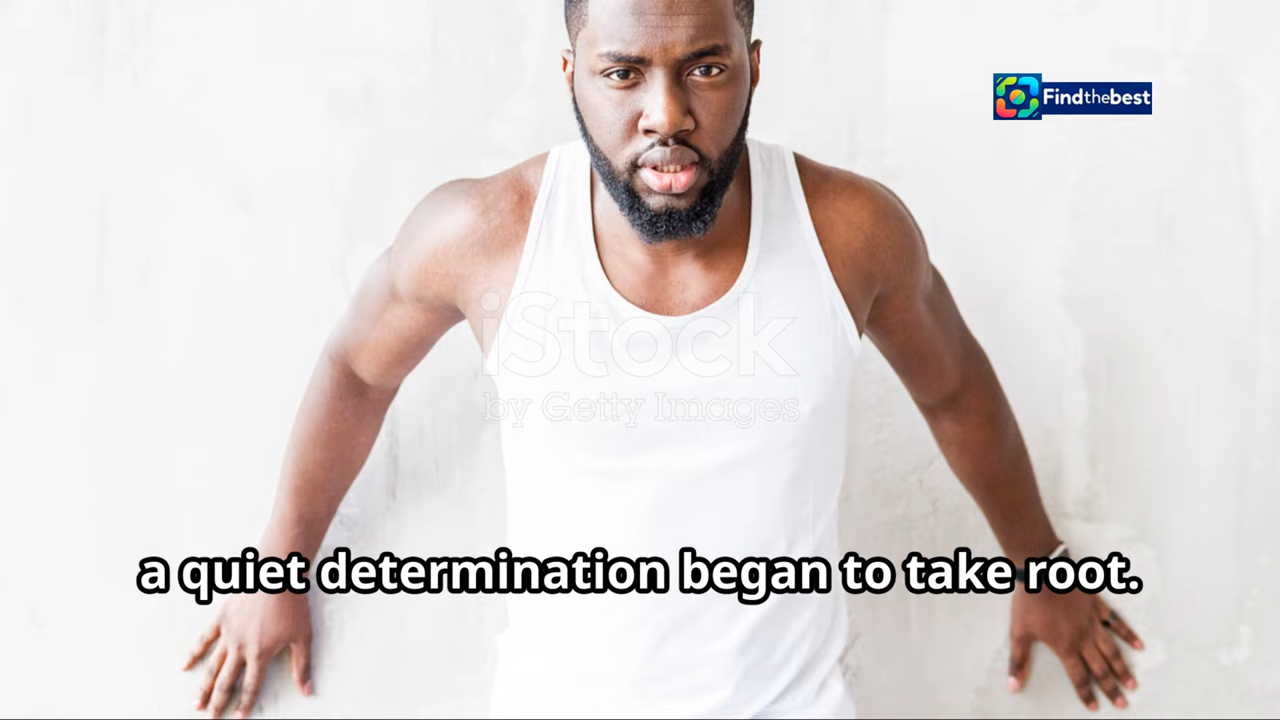 Findthebest
iStock
by Getty Images
a quiet determination began to take root.